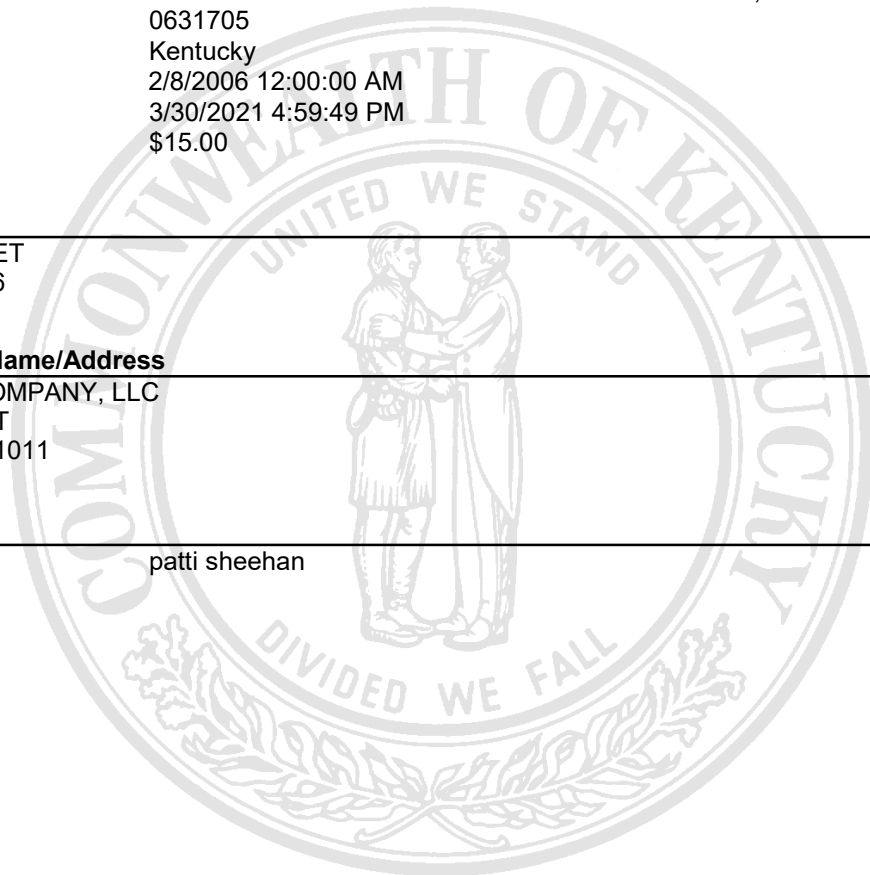 0631705
Kentucky
2/8/2006 12:00:00 AM
3/30/2021 4:59:49 PM
$15.00
ET
6
Name/Address
OMPANY, LLC
T
1011
patti sheehan
COMMONWEALTH OF KENTUCKY
UNITED WE STAND
DIVIDED WE FALL